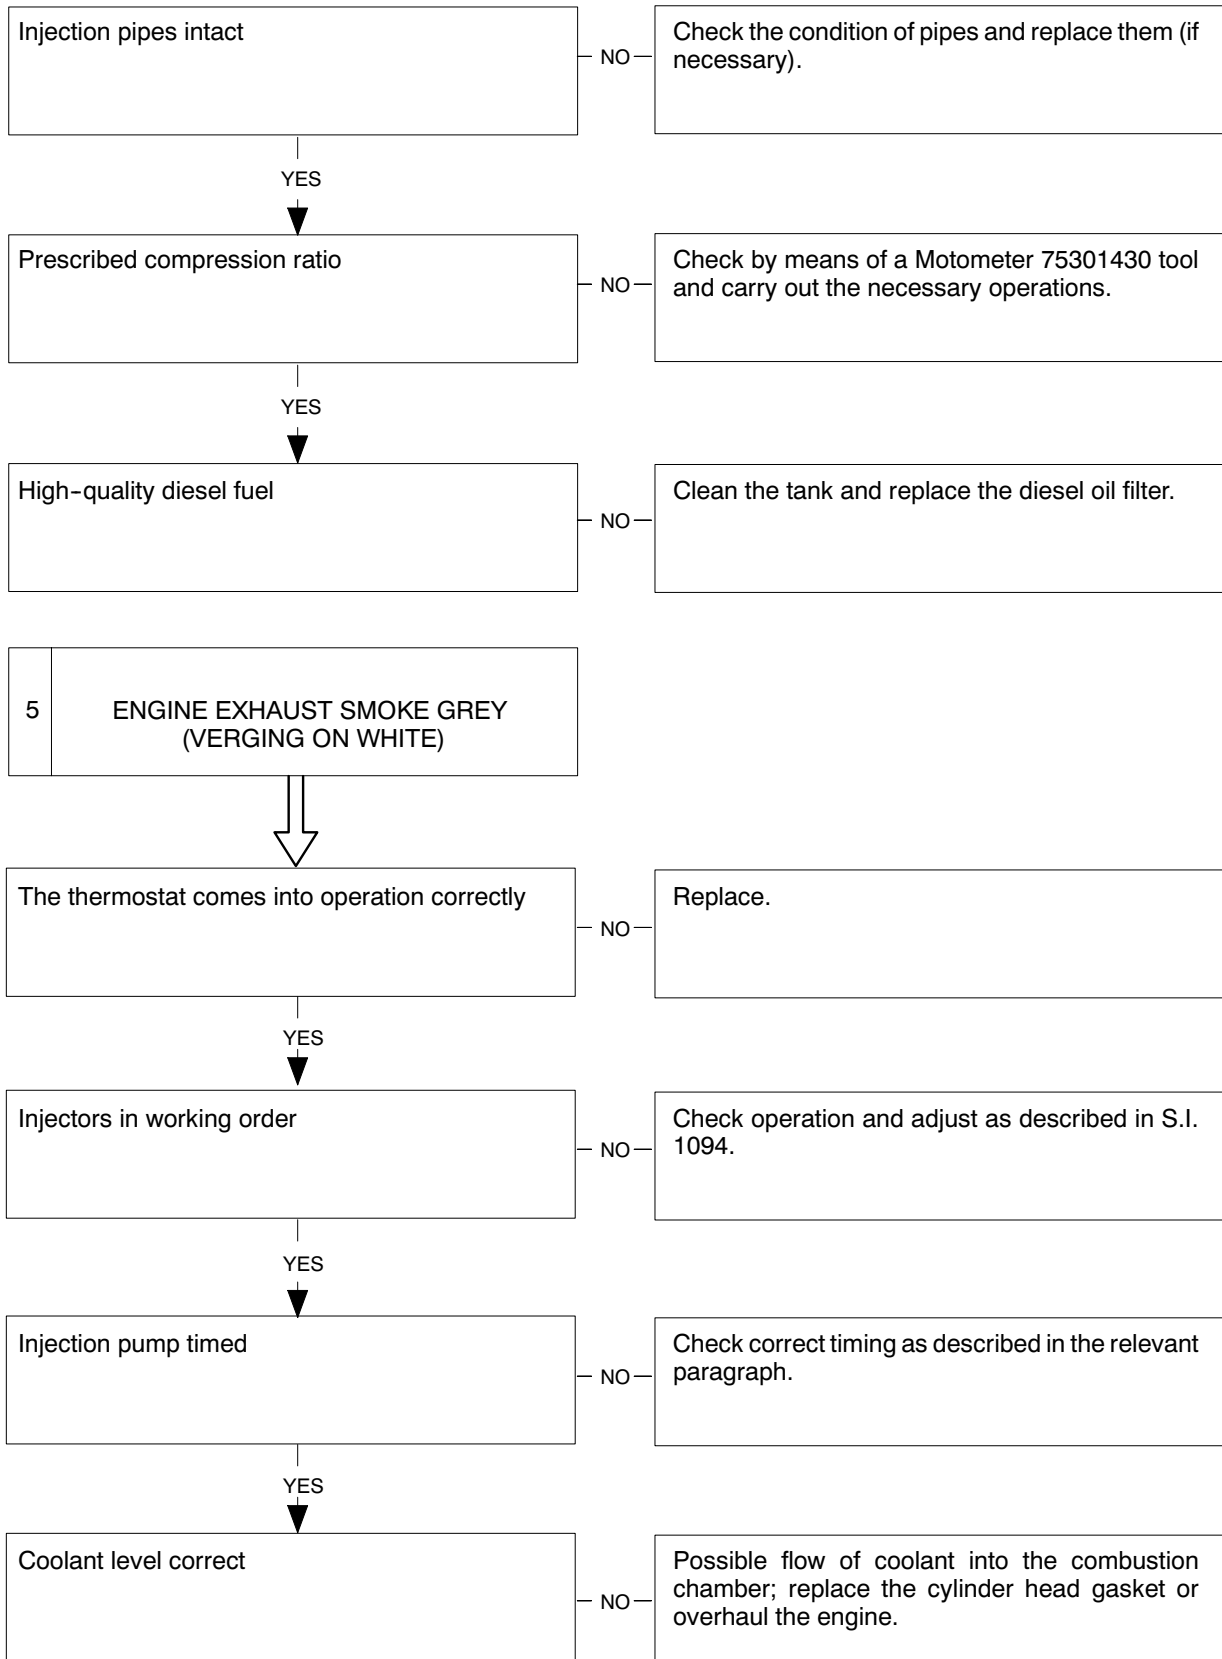 Injection pipes intact
NO
Check the condition of pipes and replace them (if
necessary).
YES
Prescribed compression ratio
NO
Check by means of a Motometer 75301430 tool
and carry out the necessary operations.
YES
High-quality diesel fuel
NO
Clean the tank and replace the diesel oil filter.
5
ENGINE EXHAUST SMOKE GREY
(VERGING ON WHITE)
The thermostat comes into operation correctly
NO
Replace.
YES
Injectors in working order
NO
Check operation and adjust as described in S.I.
1094.
YES
Injection pump timed
NO
Check correct timing as described in the relevant
paragraph.
YES
Coolant level correct
NO
Possible flow of coolant into the combustion
chamber; replace the cylinder head gasket or
overhaul the engine.